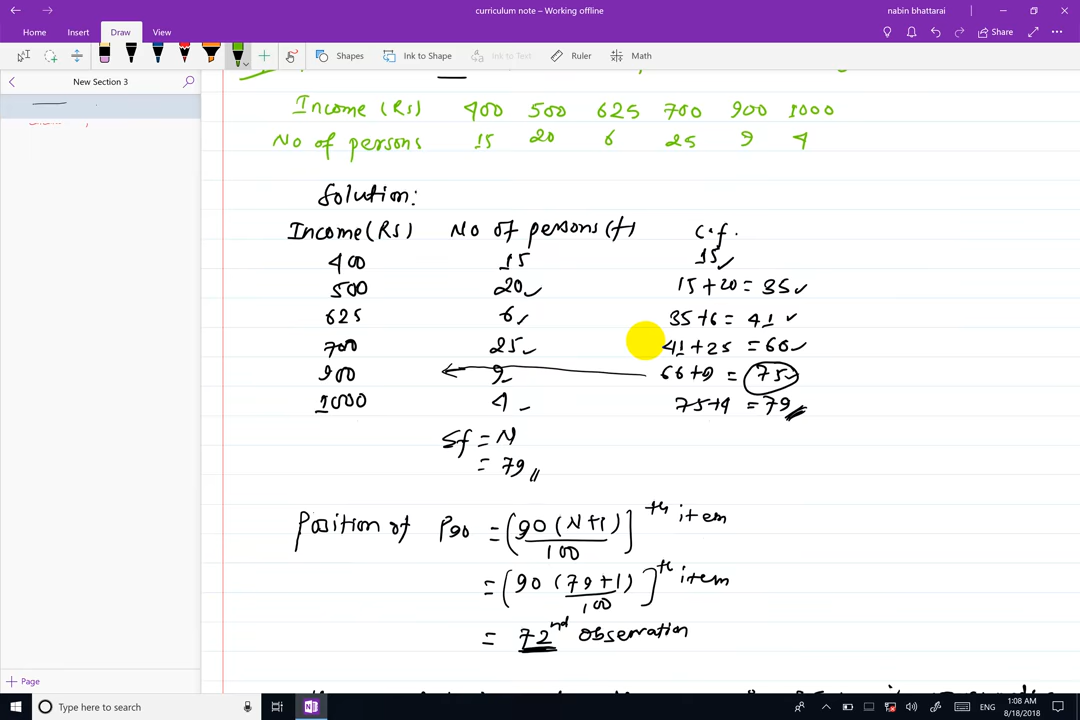 curriculum note – Working offline
nabin bhattarai
Home Insert Draw View
Share
Shapes Ink to Shape Ink to Text Ruler Math
New Section 3
Income (Rs) 400 500 625 700 900 1000
No of persons 15 20 6 25 9 4
Solution:
Income (Rs) No of persons (f) c.f.
400 15 15
500 20 15+20 = 35
625 6 35+6 = 41
700 25 41+25 = 66
900 9 66+9 = 75
1000 4 75+4 = 79
Σf = N
= 79
Position of P90 = (90(N+1)/100)th item
= (90(79+1)/100)th item
= 72nd observation
Page
Type here to search
ENG
1:08 AM
8/18/2018